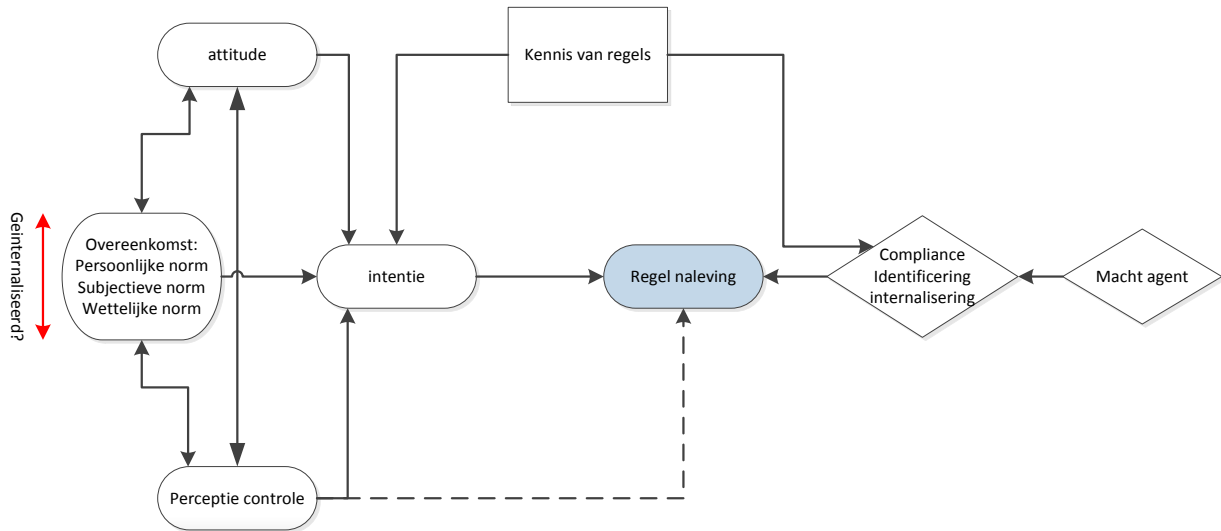 attitude
Kennis van regels
Geinternaliseerd?
Overeenkomst:
Persoonlijke norm
Subjectieve norm
Wettelijke norm
intentie
Regel naleving
Compliance
Identificering
internalisering
Macht agent
Perceptie controle